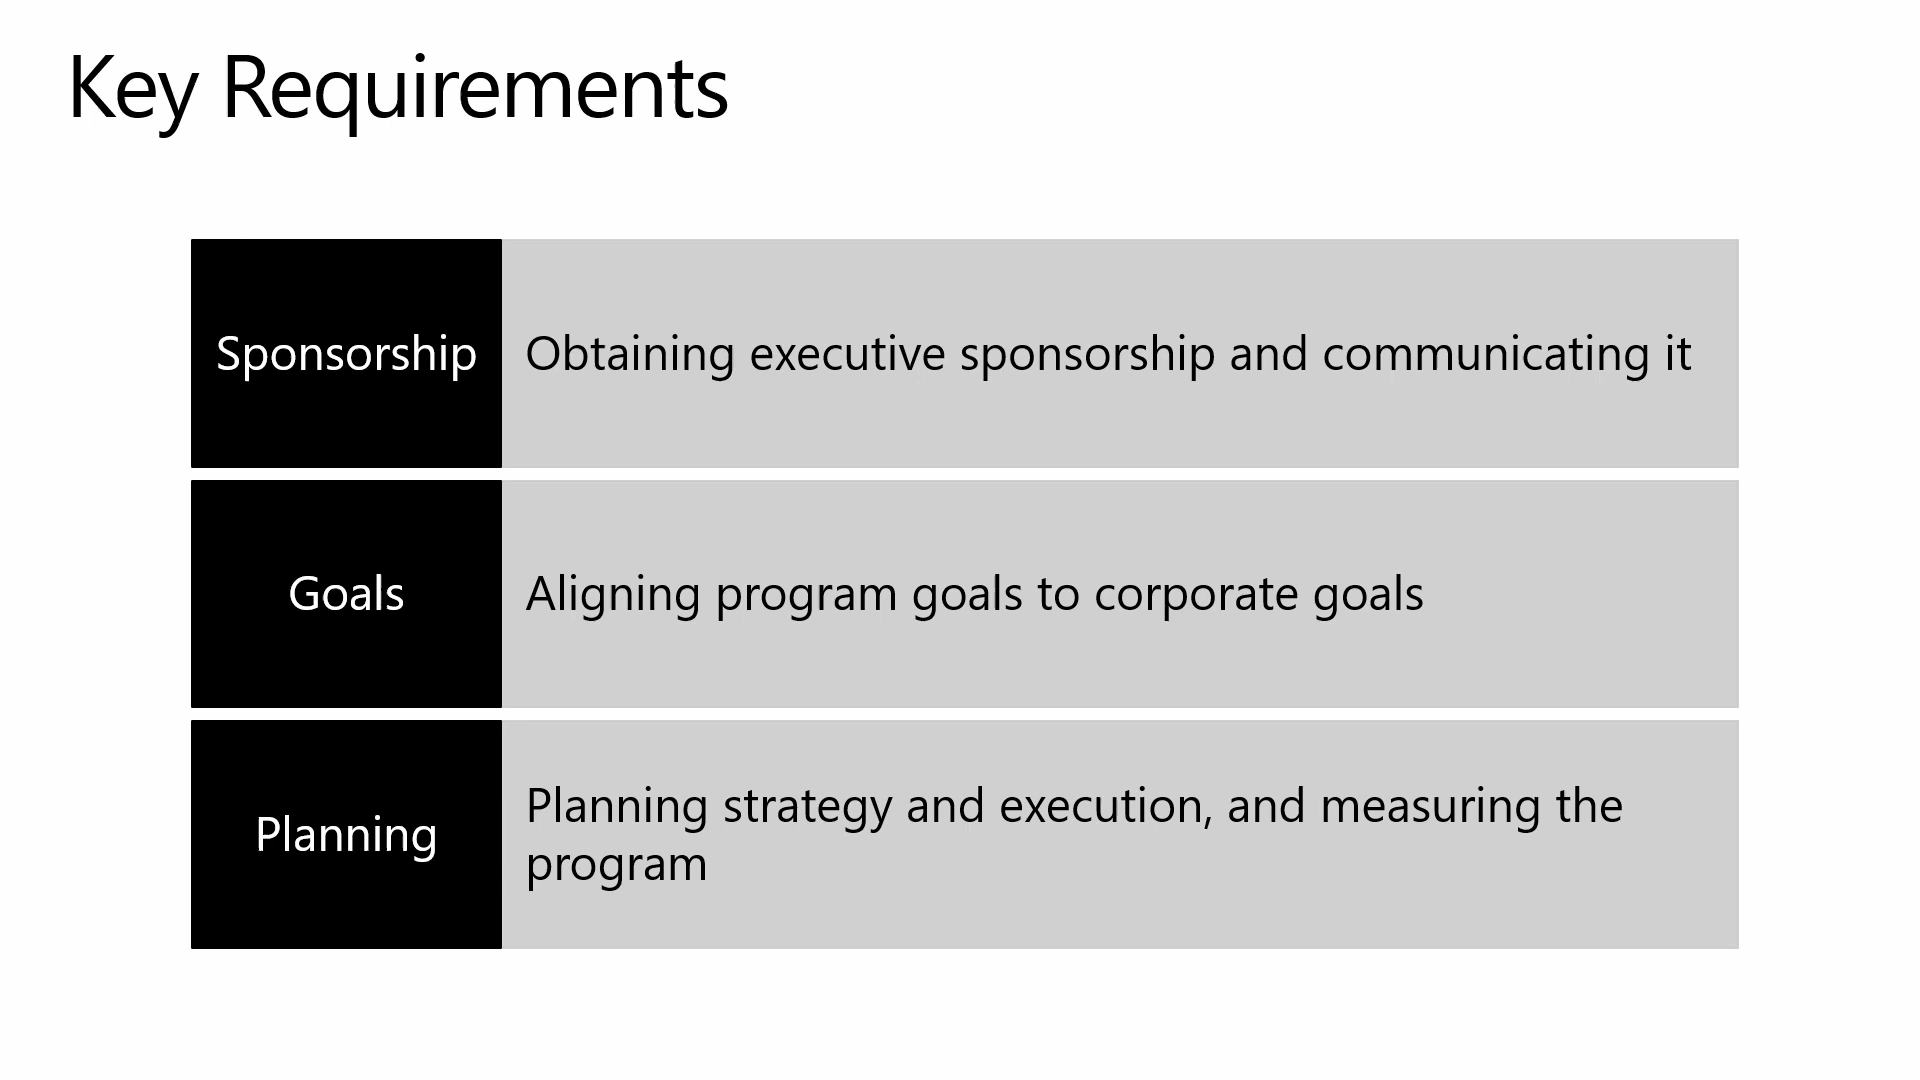 Key Requirements
Sponsorship
Obtaining executive sponsorship and communicating it
Goals
Aligning program goals to corporate goals
Planning
Planning strategy and execution, and measuring the
program